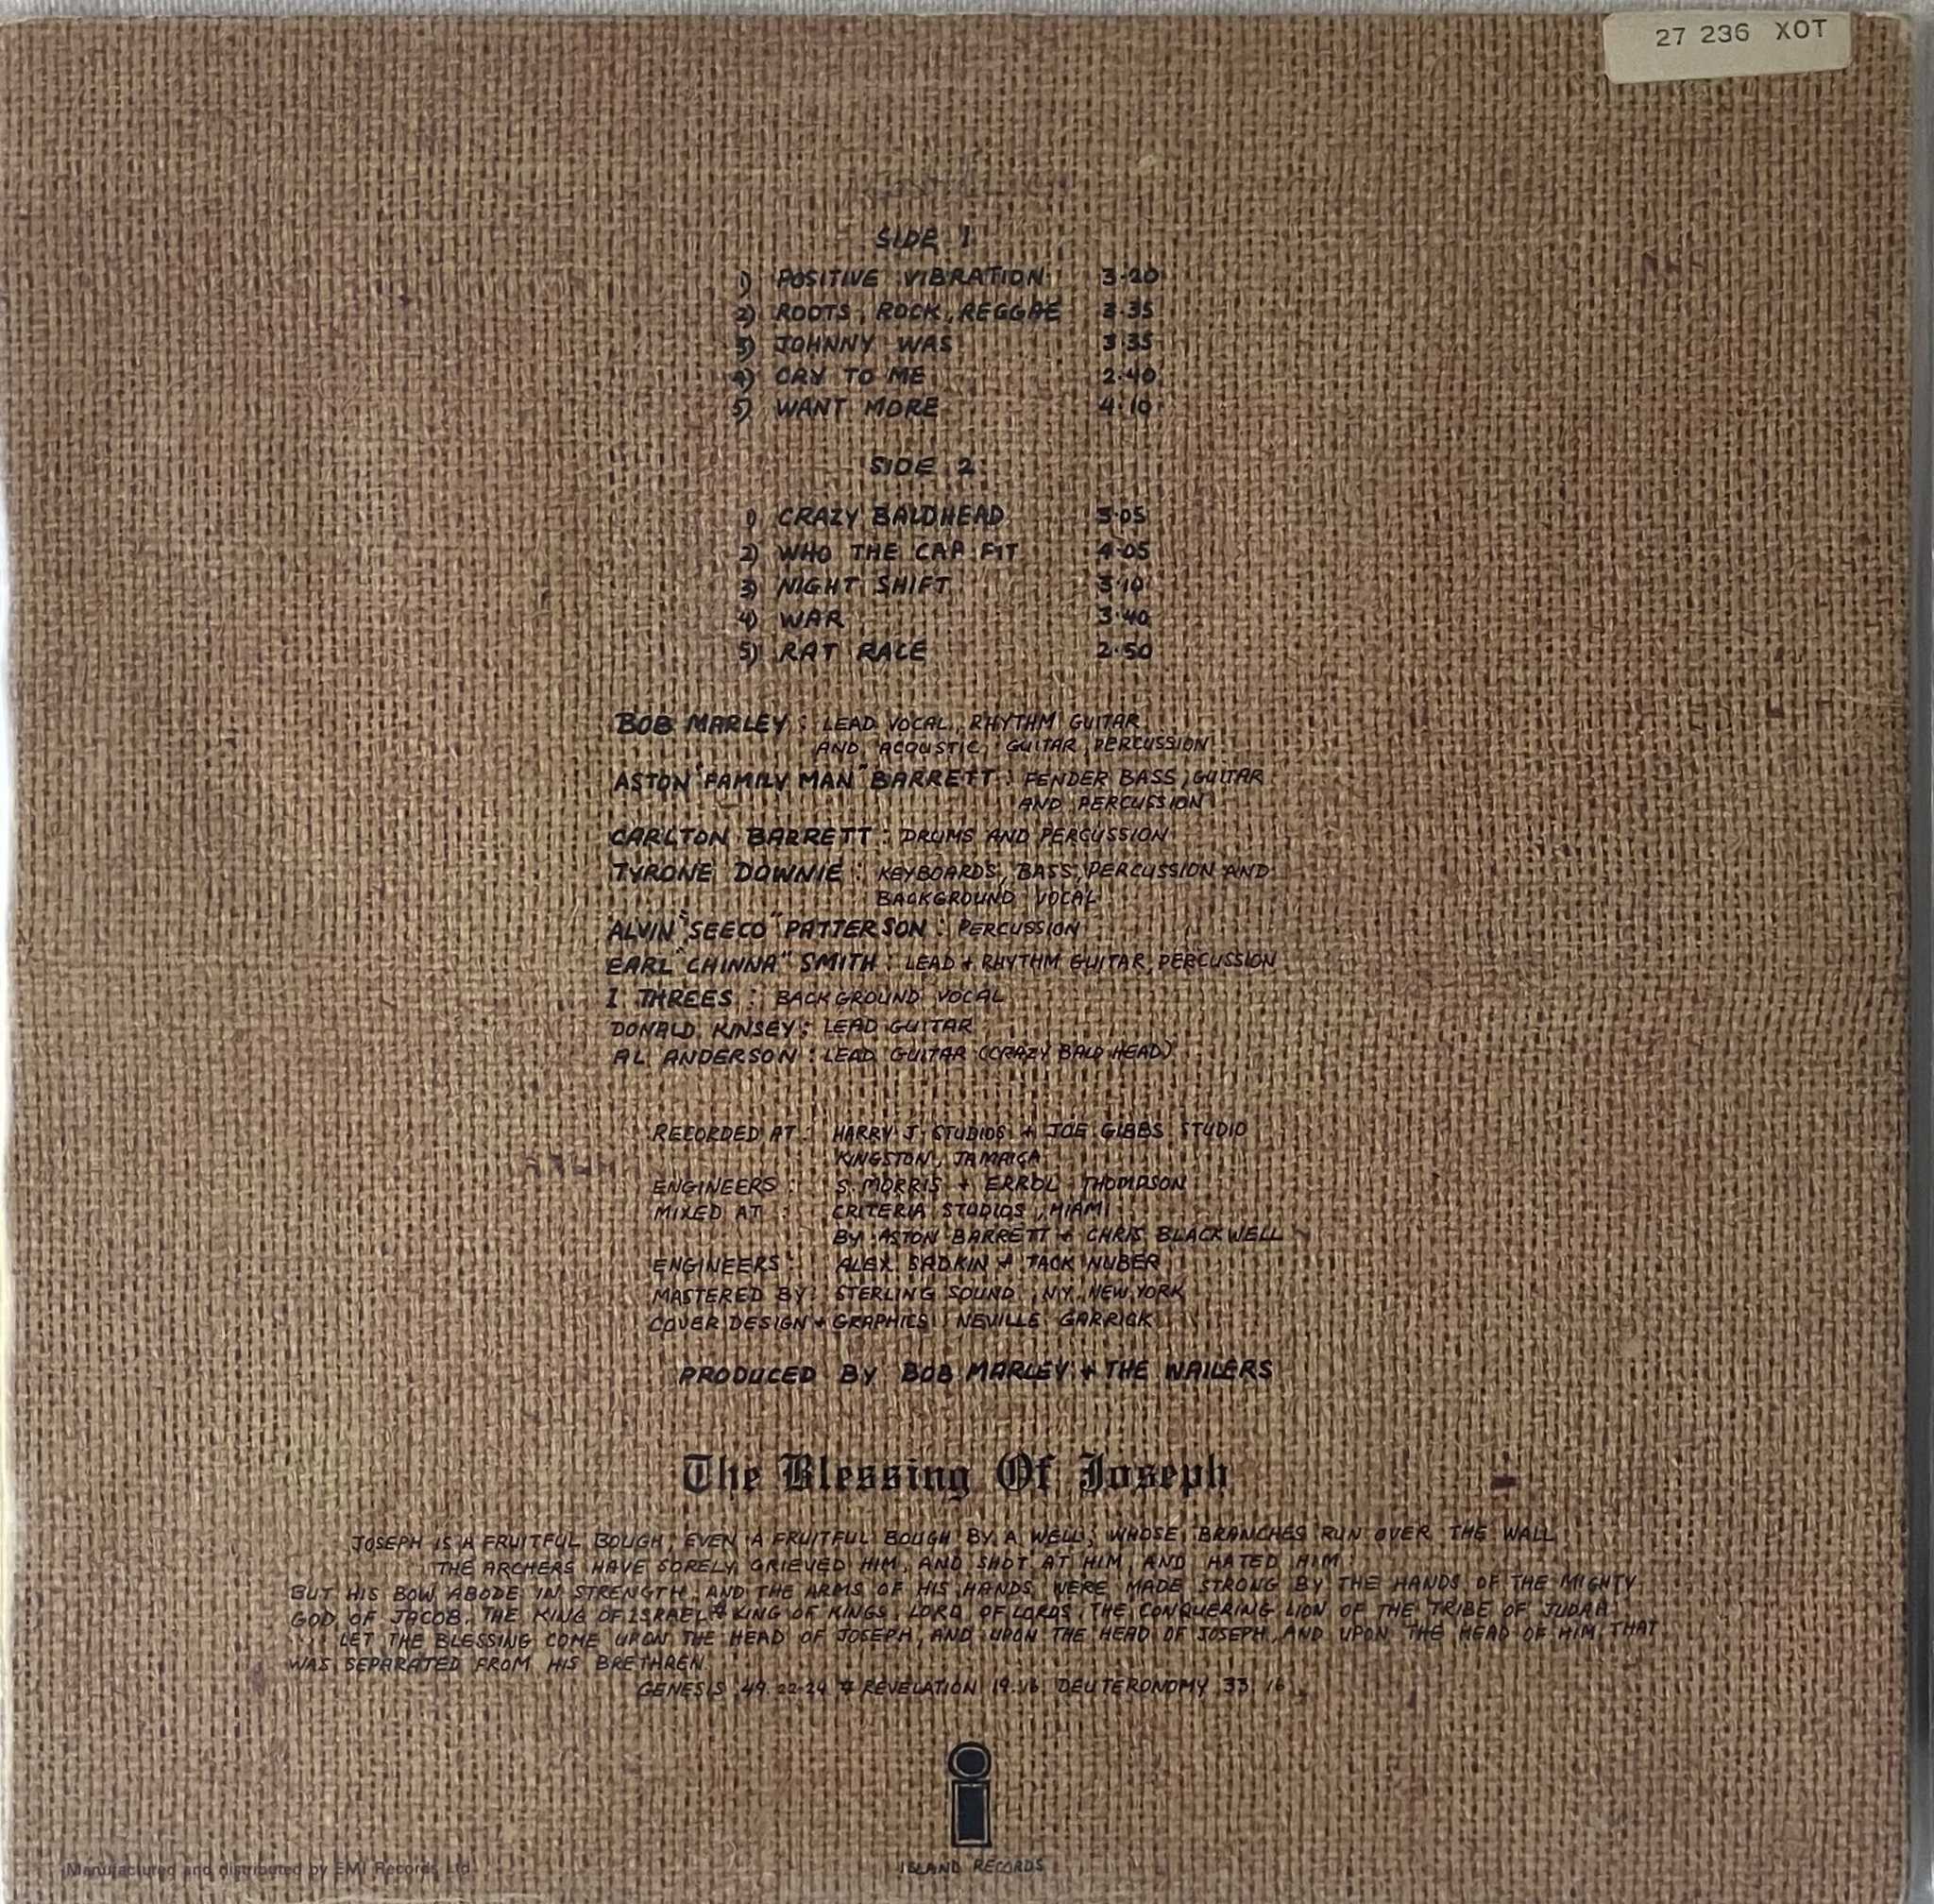 27 236 XOT
SIDE 1
1) POSITIVE VIBRATION 3·20
2) ROOTS, ROCK, REGGAE 3·35
3) JOHNNY WAS 3·35
4) CRY TO ME 2·40
5) WANT MORE 4·10
SIDE 2
1) CRAZY BALDHEAD 3·05
2) WHO THE CAP FIT 4·05
3) NIGHT SHIFT 3·10
4) WAR 3·40
5) RAT RACE 2·50
BOB MARLEY : LEAD VOCAL, RHYTHM GUITAR
AND ACOUSTIC GUITAR, PERCUSSION
ASTON "FAMILY MAN" BARRETT : FENDER BASS, GUITAR
AND PERCUSSION
CARLTON BARRETT : DRUMS AND PERCUSSION
TYRONE DOWNIE : KEYBOARDS, BASS, PERCUSSION AND
BACKGROUND VOCAL
ALVIN "SEECO" PATTERSON : PERCUSSION
EARL "CHINNA" SMITH : LEAD + RHYTHM GUITAR, PERCUSSION
I THREES : BACKGROUND VOCAL
DONALD KINSEY : LEAD GUITAR
AL ANDERSON : LEAD GUITAR (CRAZY BALD HEAD)
RECORDED AT : HARRY J. STUDIOS + JOE GIBBS STUDIO
KINGSTON, JAMAICA
ENGINEERS : S. MORRIS + ERROL THOMPSON
MIXED AT : CRITERIA STUDIOS, MIAMI
BY ASTON BARRETT + CHRIS BLACKWELL
ENGINEERS : ALEX SADKIN + TACK NUBER
MASTERED BY : STERLING SOUND, N.Y., NEW YORK
COVER DESIGN + GRAPHICS : NEVILLE GARRICK
PRODUCED BY BOB MARLEY + THE WAILERS
The Blessing Of Joseph
JOSEPH IS A FRUITFUL BOUGH, EVEN A FRUITFUL BOUGH BY A WELL; WHOSE BRANCHES RUN OVER THE WALL
THE ARCHERS HAVE SORELY GRIEVED HIM, AND SHOT AT HIM, AND HATED HIM:
BUT HIS BOW ABODE IN STRENGTH, AND THE ARMS OF HIS HANDS WERE MADE STRONG BY THE HANDS OF THE MIGHTY
GOD OF JACOB, THE KING OF ISRAEL # KING OF KINGS, LORD OF LORDS, THE CONQUERING LION OF THE TRIBE OF JUDAH.
LET THE BLESSING COME UPON THE HEAD OF JOSEPH, AND UPON THE HEAD OF JOSEPH, AND UPON THE HEAD OF HIM THAT
WAS SEPARATED FROM HIS BRETHREN.
GENESIS 49. 22-24 # REVELATION 19.16, DEUTERONOMY 33.16
ISLAND RECORDS
Manufactured and distributed by EMI Records Ltd.